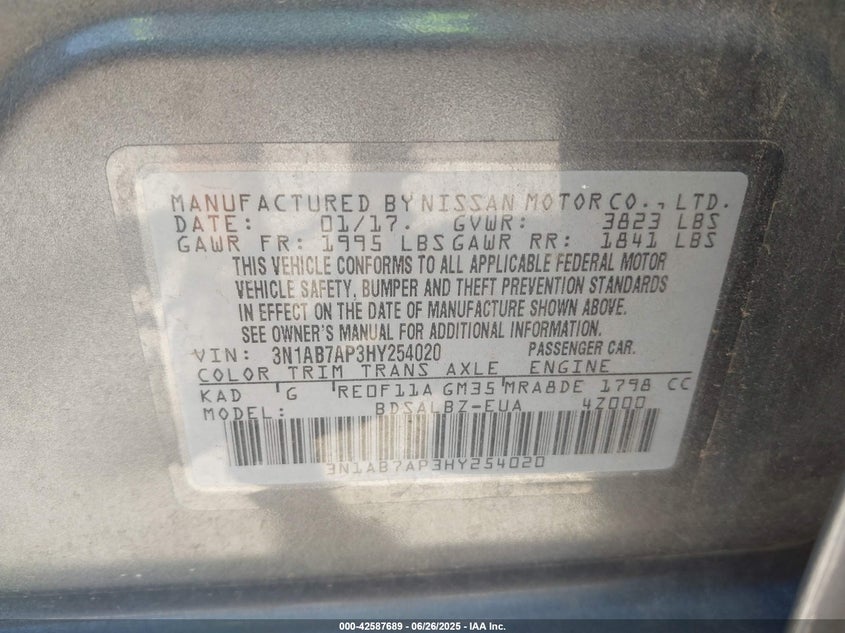 MANUFACTURED BY NISSAN MOTOR CO., LTD.
DATE: 01/17. GVWR: 3823 LBS
GAWR FR: 1995 LBS GAWR RR: 1841 LBS
THIS VEHICLE CONFORMS TO ALL APPLICABLE FEDERAL MOTOR
VEHICLE SAFETY, BUMPER AND THEFT PREVENTION STANDARDS
IN EFFECT ON THE DATE OF MANUFACTURE SHOWN ABOVE.
SEE OWNER'S MANUAL FOR ADDITIONAL INFORMATION.
VIN: 3N1AB7AP3HY254020 PASSENGER CAR.
COLOR TRIM TRANS AXLE ENGINE
KAD G RE0F11A GM35 MRA8DE 1798 CC
MODEL: BDSALBZ-EUA 4Z000
3N1AB7AP3HY254020
000-42587689 | 06/26/2025 - IAA Inc.